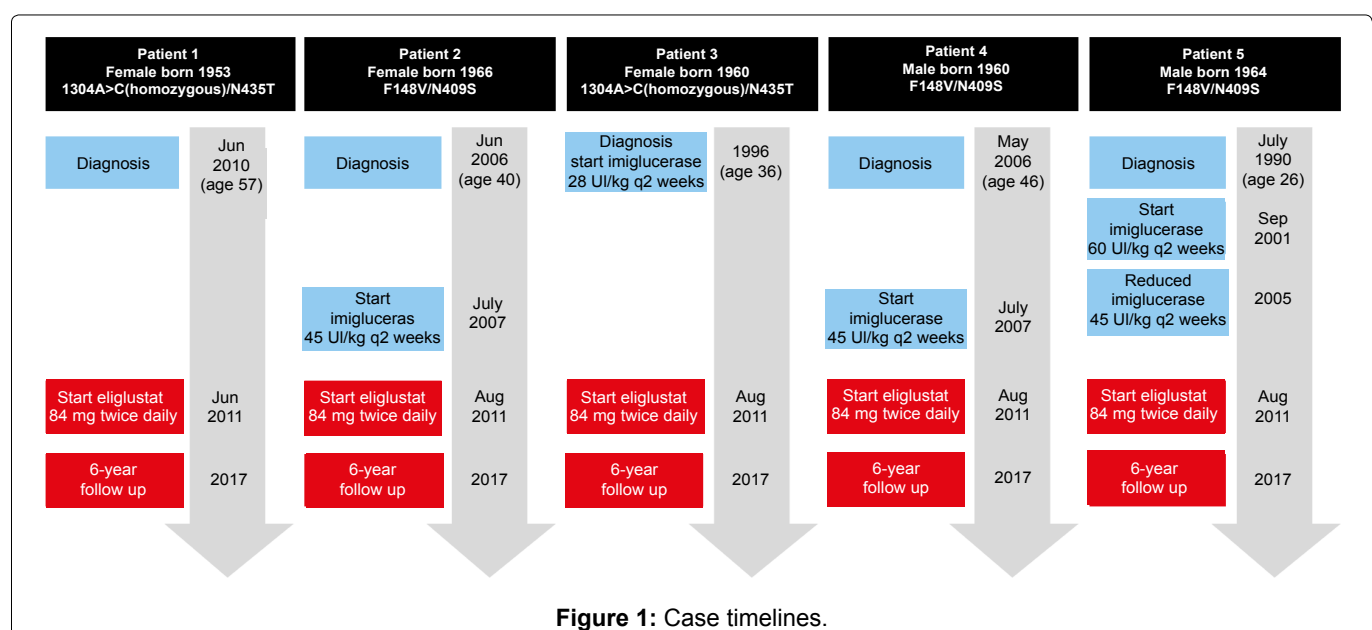 Patient 1
Female born 1953
1304A>C(homozygous)/N435T
Diagnosis
Jun
2010
(age 57)
Start eliglustat
84 mg twice daily
Jun
2011
6-year
follow up
2017
Patient 2
Female born 1966
F148V/N409S
Diagnosis
Jun
2006
(age 40)
Start
imigluceras
45 UI/kg q2 weeks
July
2007
Start eliglustat
84 mg twice daily
Aug
2011
6-year
follow up
2017
Patient 3
Female born 1960
1304A>C(homozygous)/N435T
Diagnosis
start imiglucerase
28 UI/kg q2 weeks
1996
(age 36)
Start eliglustat
84 mg twice daily
Aug
2011
6-year
follow up
2017
Patient 4
Male born 1960
F148V/N409S
Diagnosis
May
2006
(age 46)
Start
imiglucerase
45 UI/kg q2 weeks
July
2007
Start eliglustat
84 mg twice daily
Aug
2011
6-year
follow up
2017
Patient 5
Male born 1964
F148V/N409S
Diagnosis
July
1990
(age 26)
Start
imiglucerase
60 UI/kg q2 weeks
Sep
2001
Reduced
imiglucerase
45 UI/kg q2 weeks
2005
Start eliglustat
84 mg twice daily
Aug
2011
6-year
follow up
2017
Figure 1: Case timelines.